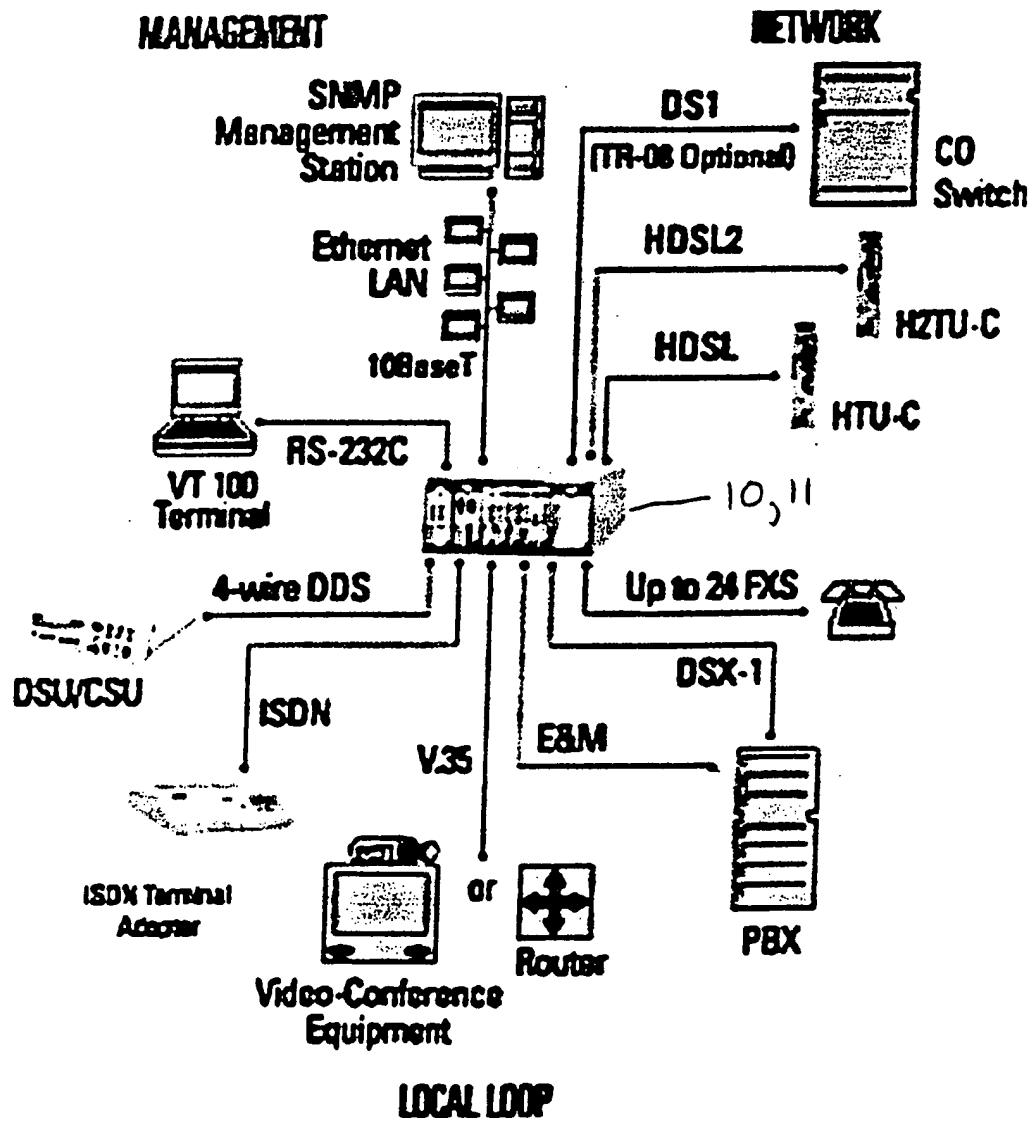 MANAGEMENT
NETWORK
SNMP
Management
Station
DS1
(TR-08 Optional)
CO
Switch
Ethernet
LAN
HDSL2
H2TU-C
10BaseT
HDSL
HTU-C
RS-232C
VT 100
Terminal
10, 11
4-wire DDS
Up to 24 FXS
DSU/CSU
ISDN
DSX-1
V.35
E&M
ISDN Terminal
Adapter
or
Router
PBX
Video-Conference
Equipment
LOCAL LOOP